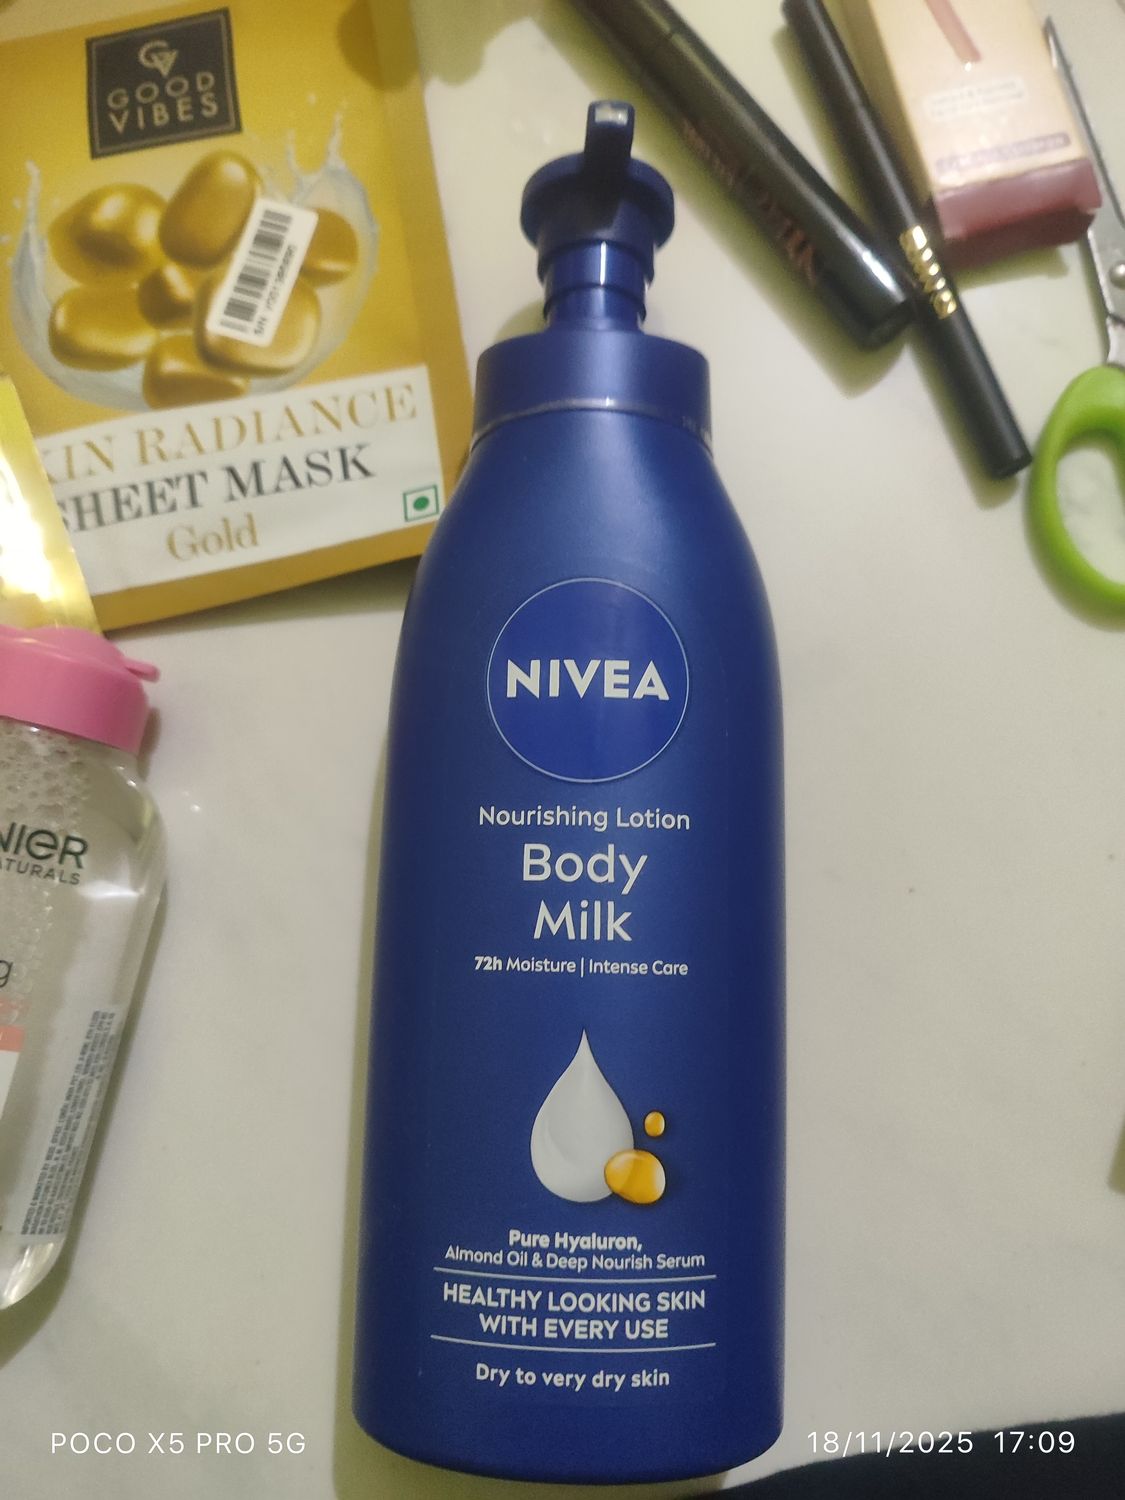 GV
GOOD
VIBES
KIN RADIANCE
SHEET MASK
Gold
NIVEA
Nourishing Lotion
Body
Milk
72h Moisture | Intense Care
Pure Hyaluron,
Almond Oil & Deep Nourish Serum
HEALTHY LOOKING SKIN
WITH EVERY USE
Dry to very dry skin
NIER
ATURALS
g
POCO X5 PRO 5G
18/11/2025 17:09